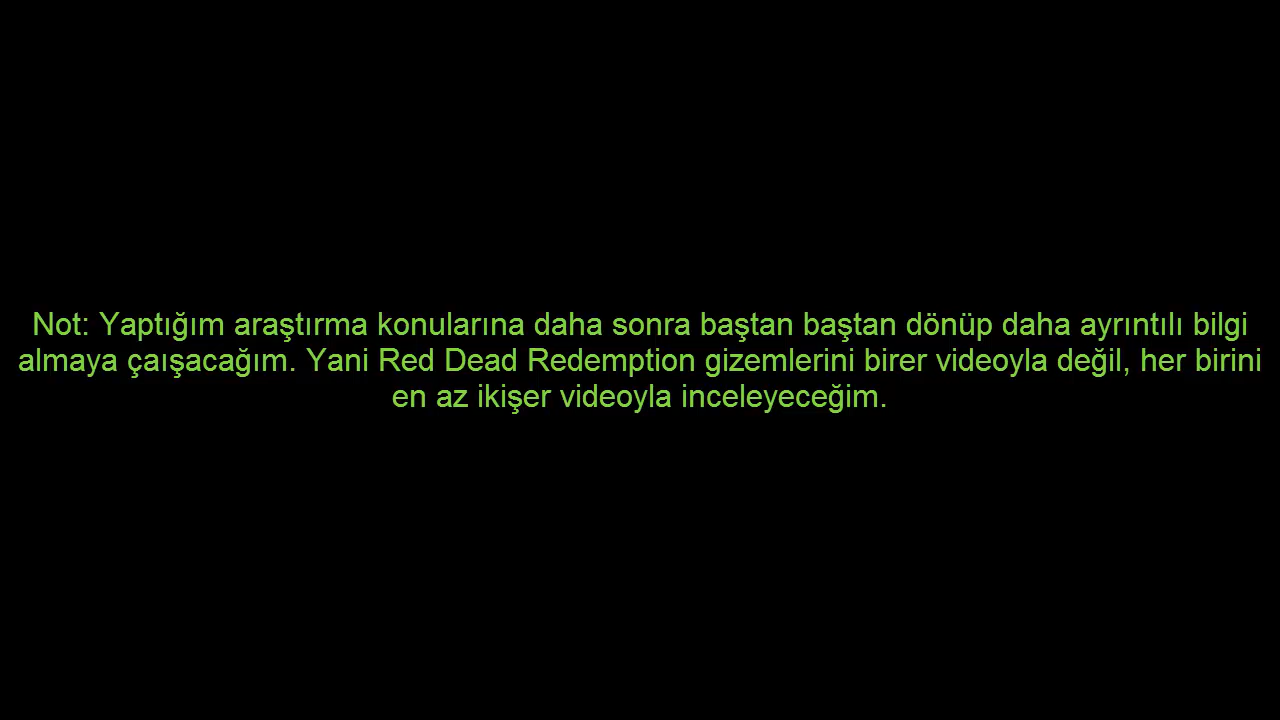 Not: Yaptığım araştırma konularına daha sonra baştan baştan dönüp daha ayrıntılı bilgi
almaya çaışacağım. Yani Red Dead Redemption gizemlerini birer videoyla değil, her birini
en az ikişer videoyla inceleyeceğim.